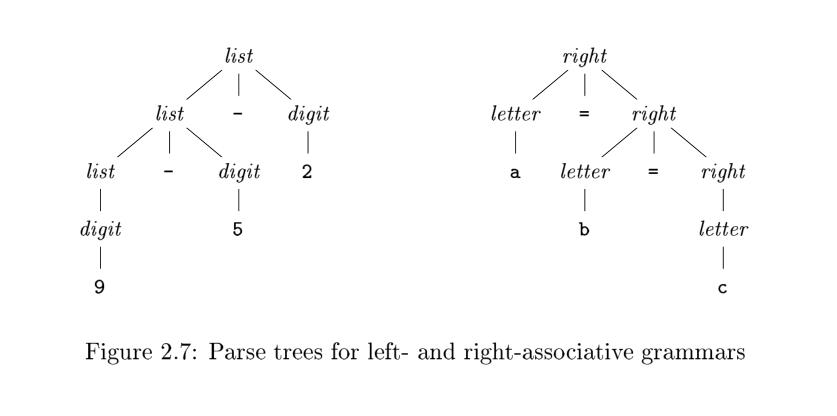 list right
list - digit letter = right
list - digit 2 a letter = right
digit 5 b letter
9 c
Figure 2.7: Parse trees for left- and right-associative grammars